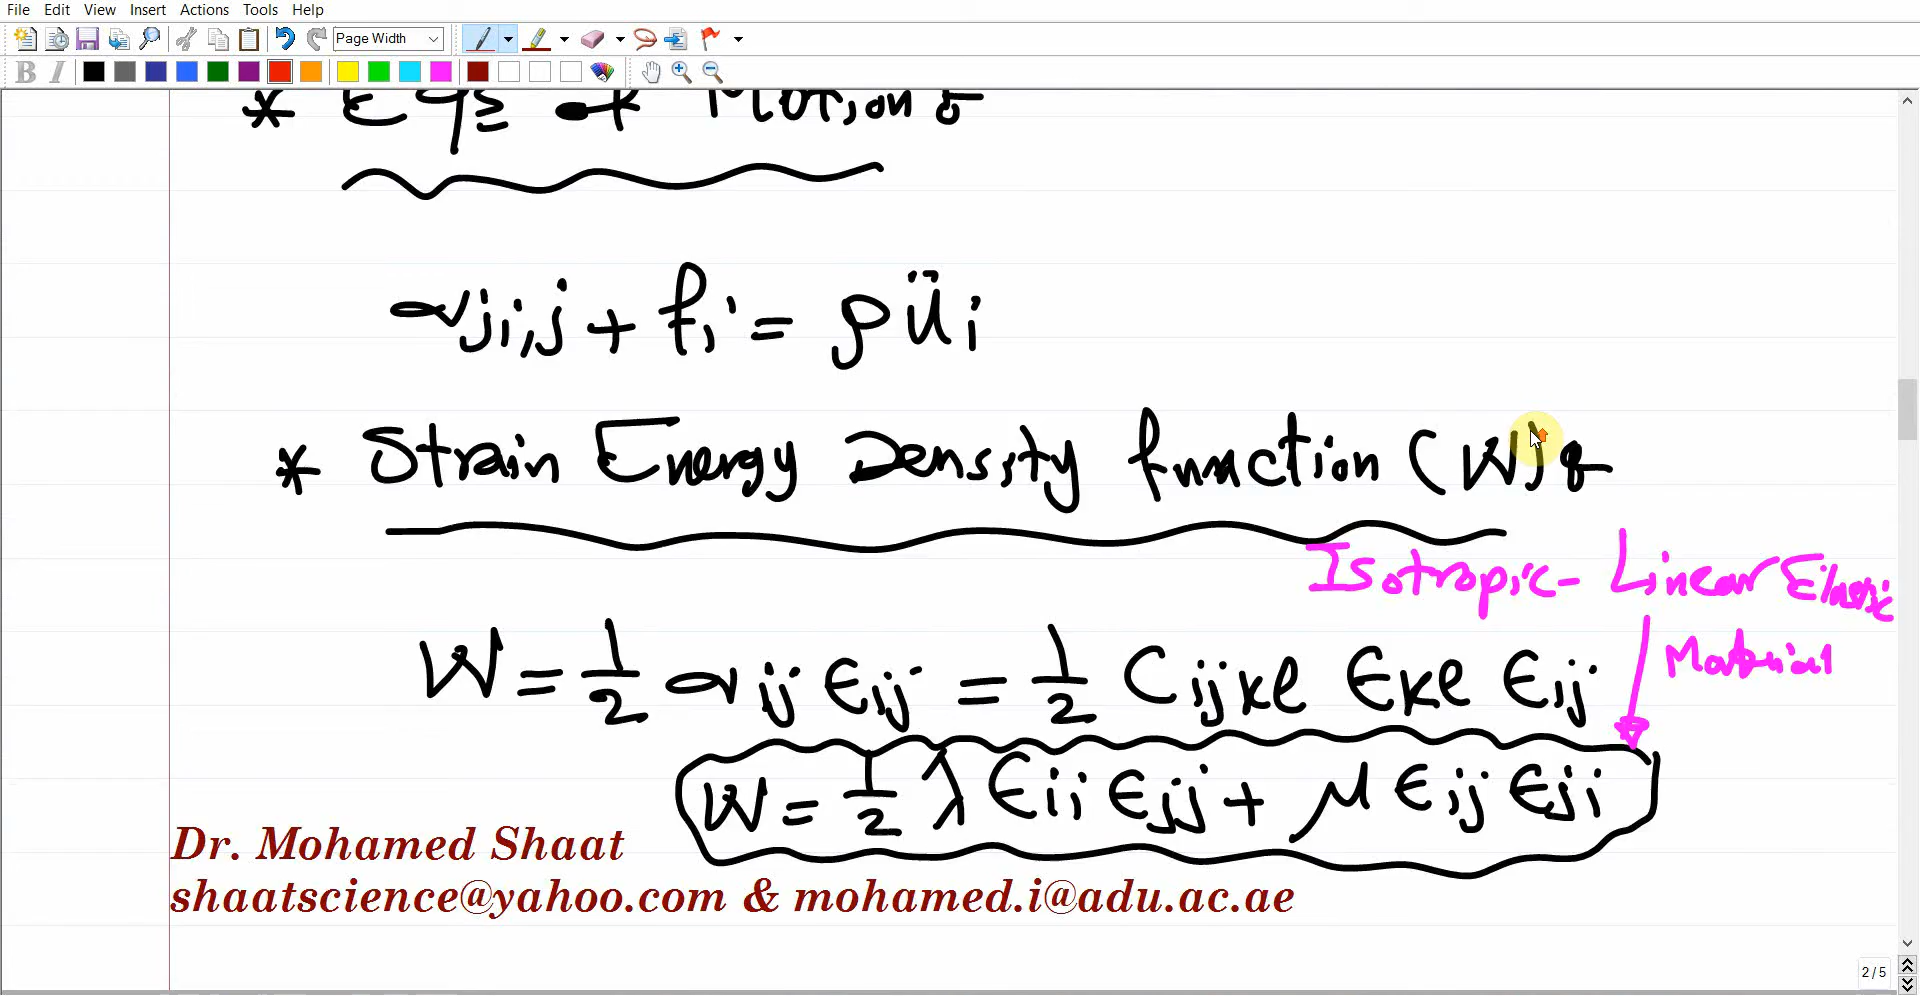 File Edit View Insert Actions Tools Help
Page Width
B I
* Eqs of Motion:
σji,j + fi = ρüi
* Strain Energy Density function (W):
Isotropic- Linear Elastic
Material
W = 1/2 σij ϵij = 1/2 Cijkl ϵkl ϵij
W = 1/2 λ ϵii ϵjj + μ ϵij ϵji
Dr. Mohamed Shaat
shaatscience@yahoo.com & mohamed.i@adu.ac.ae
2/5